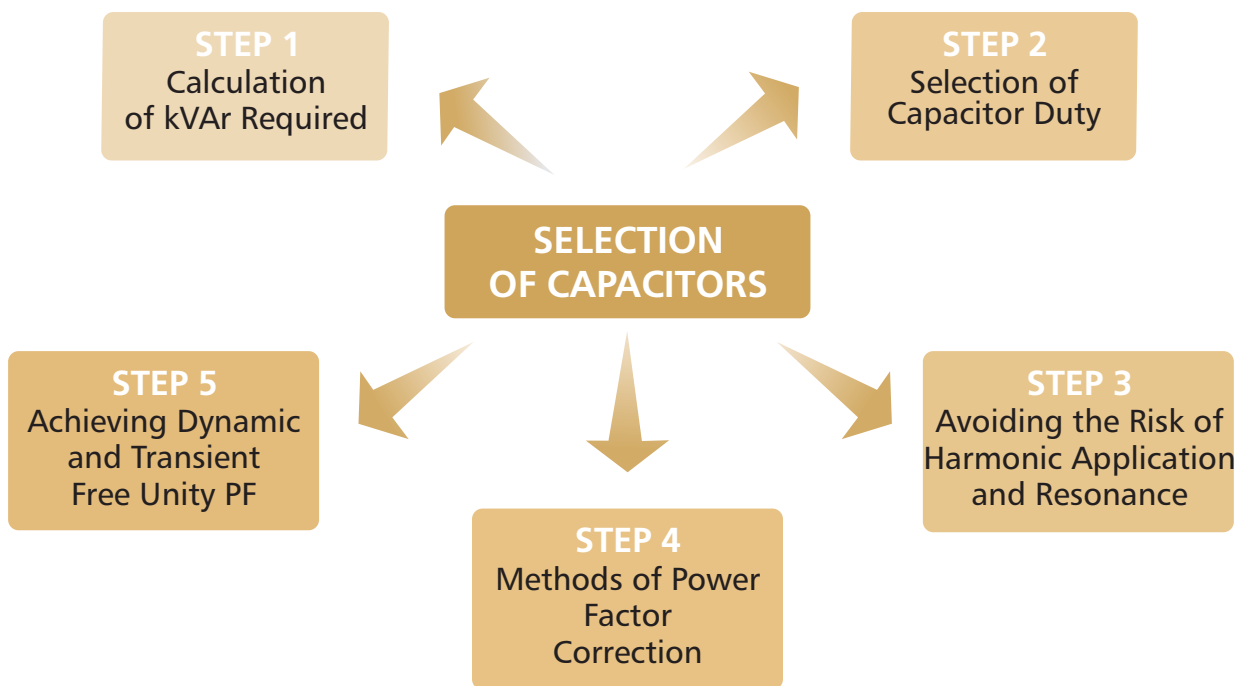 STEP 1
Calculation
of kVAr Required
STEP 2
Selection of
Capacitor Duty
SELECTION
OF CAPACITORS
STEP 5
Achieving Dynamic
and Transient
Free Unity PF
STEP 3
Avoiding the Risk of
Harmonic Application
and Resonance
STEP 4
Methods of Power
Factor
Correction